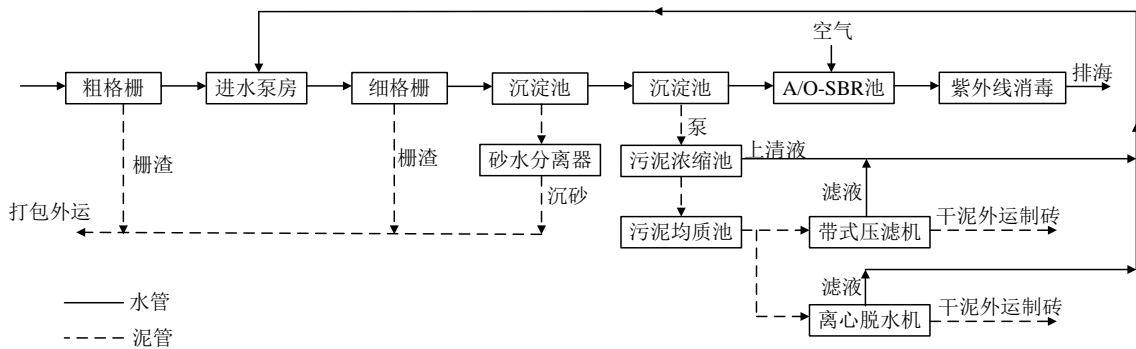 空气
粗格栅
进水泵房
细格栅
沉淀池
沉淀池
A/O-SBR池
紫外线消毒
排海
泵
栅渣
栅渣
砂水分离器
污泥浓缩池
上清液
沉砂
滤液
打包外运
污泥均质池
带式压滤机
干泥外运制砖
滤液
水管
离心脱水机
干泥外运制砖
泥管